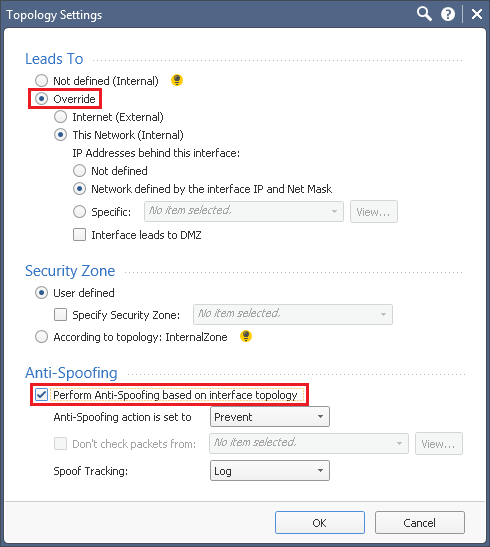 Topology Settings
Leads To
Not defined (Internal)
Override
Internet (External)
This Network (Internal)
IP Addresses behind this interface:
Not defined
Network defined by the interface IP and Net Mask
Specific: No item selected. View...
Interface leads to DMZ
Security Zone
User defined
Specify Security Zone: No item selected.
According to topology: InternalZone
Anti-Spoofing
Perform Anti-Spoofing based on interface topology
Anti-Spoofing action is set to Prevent
Don't check packets from: No item selected. View...
Spoof Tracking: Log
OK Cancel